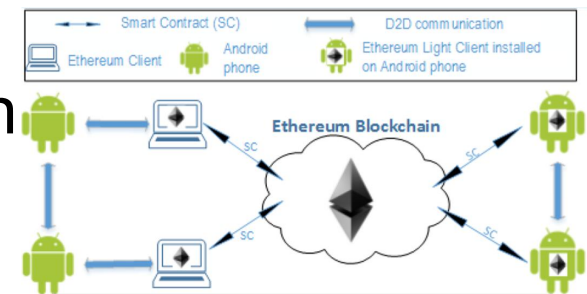 Smart Contract (SC)
D2D communication
Ethereum Client
Android
phone
Ethereum Light Client installed
on Android phone
n
Ethereum Blockchain
SC
SC
SC
SC